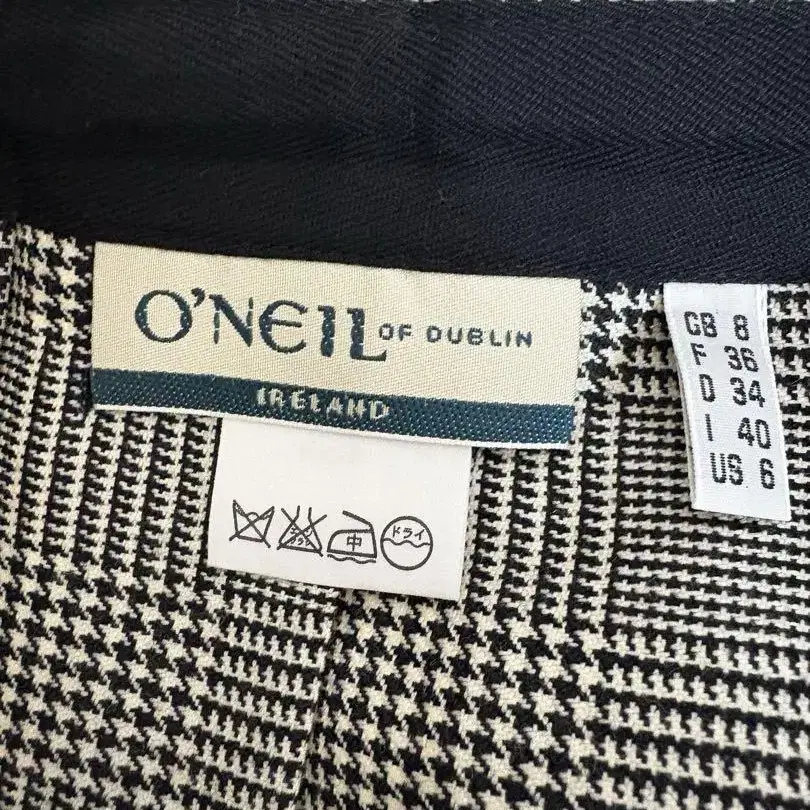 O'NEIL OF DUBLIN
IRELAND
GB 8
F 36
D 34
I 40
US 6
中
ドライ